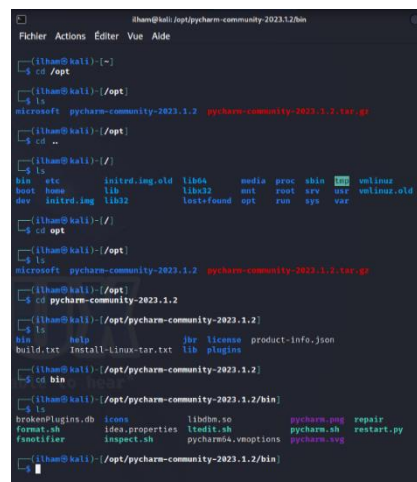 ilham@kali: /opt/pycharm-community-2023.1.2/bin
Fichier Actions Éditer Vue Aide
┌──(ilham㉿kali)-[~]
└─$ cd /opt
┌──(ilham㉿kali)-[/opt]
└─$ ls
microsoft pycharm-community-2023.1.2 pycharm-community-2023.1.2.tar.gz
┌──(ilham㉿kali)-[/opt]
└─$ cd ..
┌──(ilham㉿kali)-[/]
└─$ ls
bin etc initrd.img.old lib64 media proc sbin tmp vmlinuz
boot home lib libx32 mnt root srv usr vmlinuz.old
dev initrd.img lib32 lost+found opt run sys var
┌──(ilham㉿kali)-[/]
└─$ cd opt
┌──(ilham㉿kali)-[/opt]
└─$ ls
microsoft pycharm-community-2023.1.2 pycharm-community-2023.1.2.tar.gz
┌──(ilham㉿kali)-[/opt]
└─$ cd pycharm-community-2023.1.2
┌──(ilham㉿kali)-[/opt/pycharm-community-2023.1.2]
└─$ ls
bin help jbr license product-info.json
build.txt Install-Linux-tar.txt lib plugins
┌──(ilham㉿kali)-[/opt/pycharm-community-2023.1.2]
└─$ cd bin
┌──(ilham㉿kali)-[/opt/pycharm-community-2023.1.2/bin]
└─$ ls
brokenPlugins.db icons libdbm.so pycharm.png repair
format.sh idea.properties ltedit.sh pycharm.sh restart.py
fsnotifier inspect.sh pycharm64.vmoptions pycharm.svg
┌──(ilham㉿kali)-[/opt/pycharm-community-2023.1.2/bin]
└─$